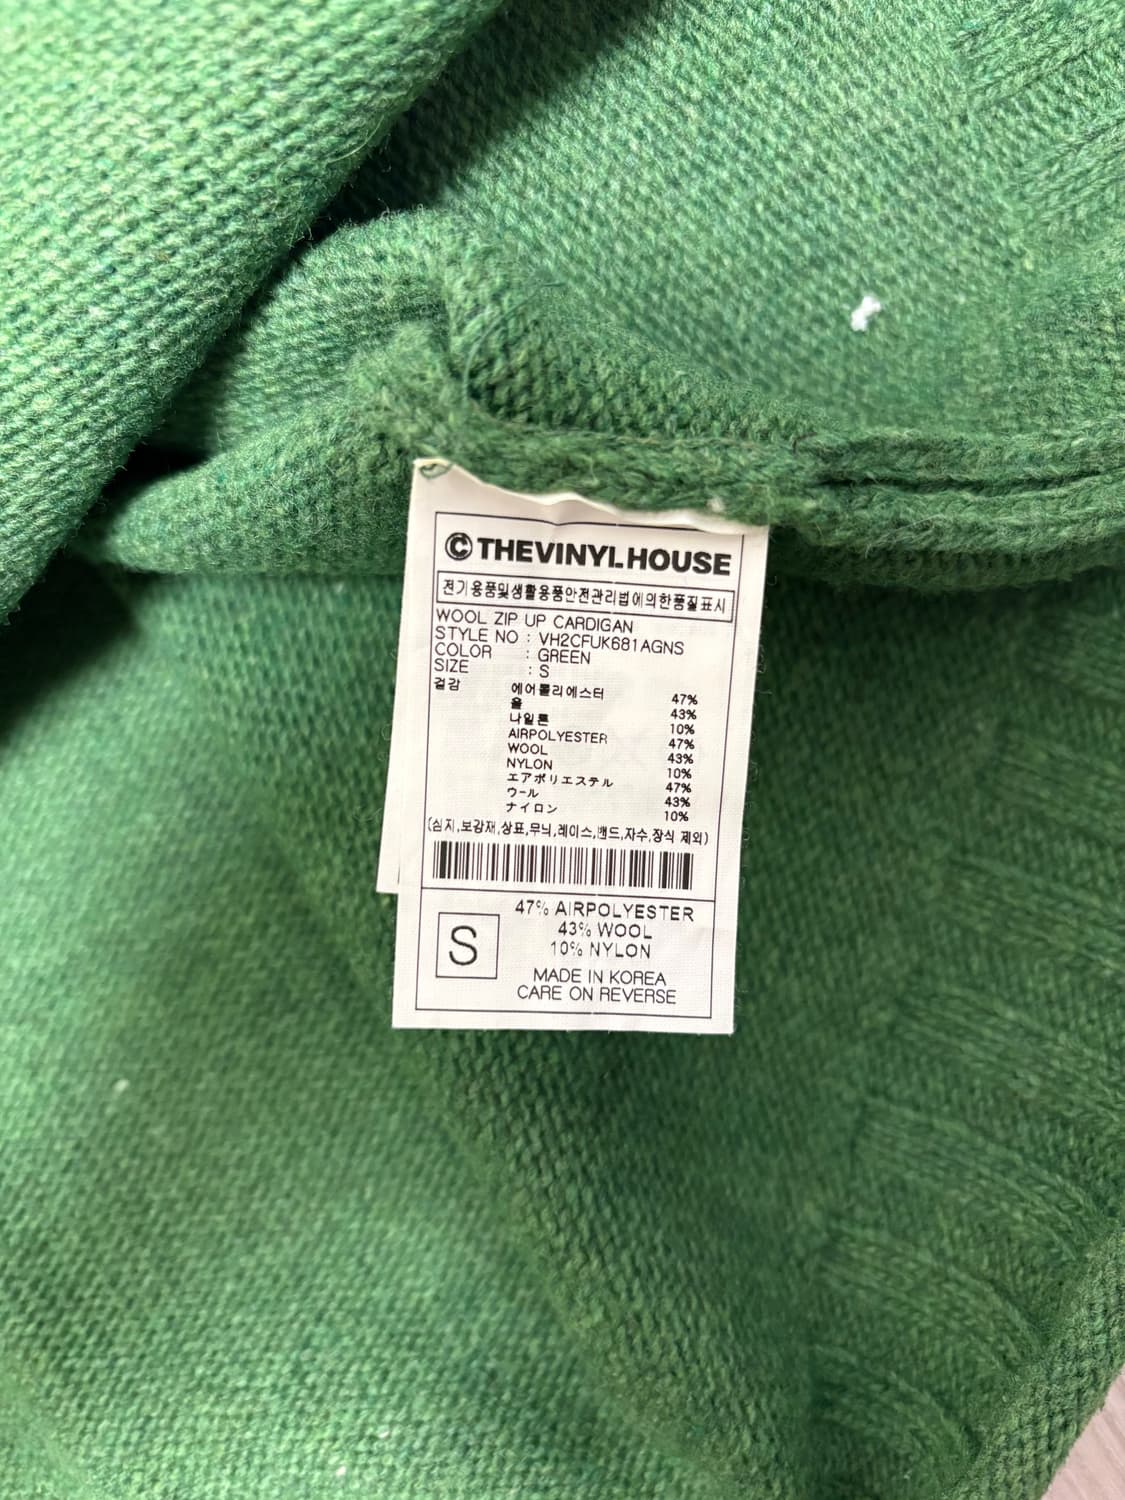 © THEVINYLHOUSE
전기용품및생활용품안전관리법에의한품질표시
WOOL ZIP UP CARDIGAN
STYLE NO : VH2CFUK681AGNS
COLOR : GREEN
SIZE : S
겉감 에어폴리에스터 47%
울 43%
나일론 10%
AIRPOLYESTER 47%
WOOL 43%
NYLON 10%
エアポリエステル 47%
ウール 43%
ナイロン 10%
(심지,보강재,상표,무늬,레이스,밴드,자수,장식 제외)
S
47% AIRPOLYESTER
43% WOOL
10% NYLON
MADE IN KOREA
CARE ON REVERSE